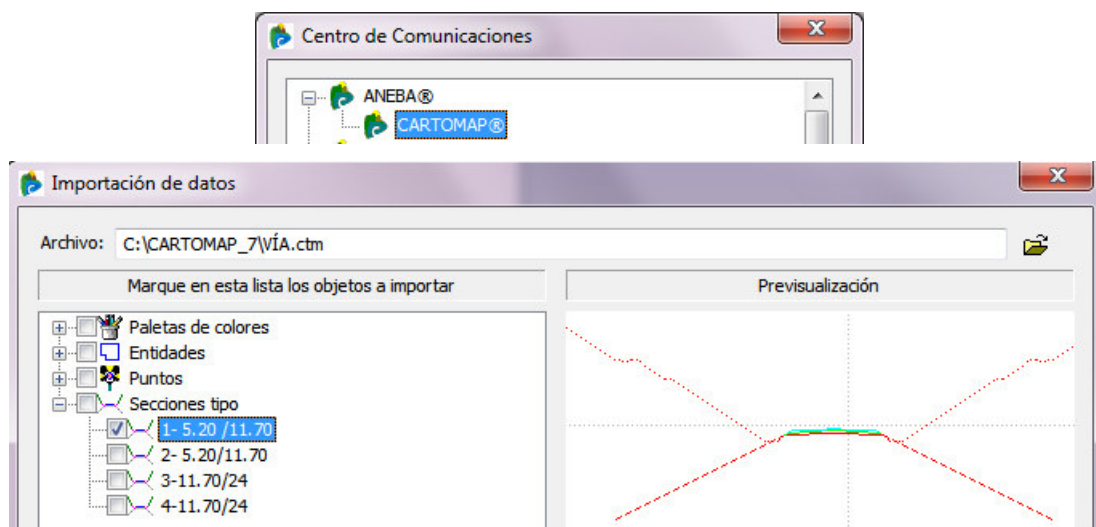 Centro de Comunicaciones
ANEBA®
CARTOMAP®
Importación de datos
Archivo: C:\CARTOMAP_7\VÍA.ctm
Marque en esta lista los objetos a importar
Previsualización
Paletas de colores
Entidades
Puntos
Secciones tipo
1- 5.20 /11.70
2- 5.20/11.70
3-11.70/24
4-11.70/24